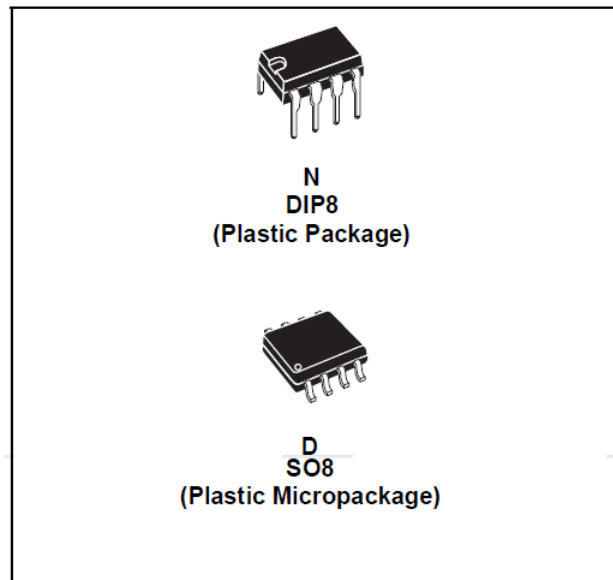 N
DIP8
(Plastic Package)
D
SO8
(Plastic Micropackage)